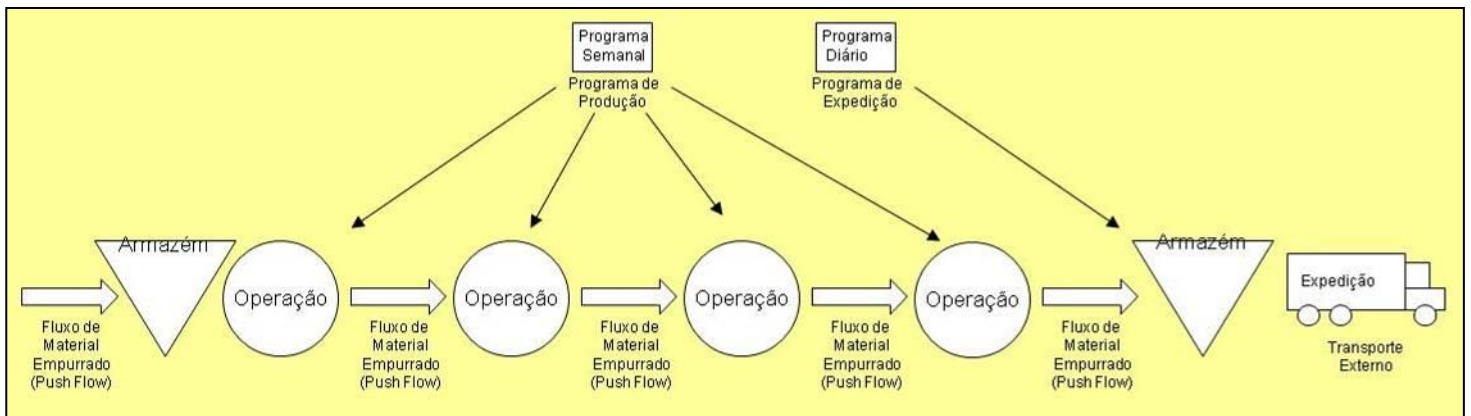 Programa
Semanal
Programa de
Produção
Programa
Diário
Programa de
Expedição
Armazém
Operação
Operação
Operação
Operação
Armazém
Expedição
Fluxo de
Material
Empurrado
(Push Flow)
Fluxo de
Material
Empurrado
(Push Flow)
Fluxo de
Material
Empurrado
(Push Flow)
Fluxo de
Material
Empurrado
(Push Flow)
Fluxo de
Material
Empurrado
(Push Flow)
Transporte
Externo